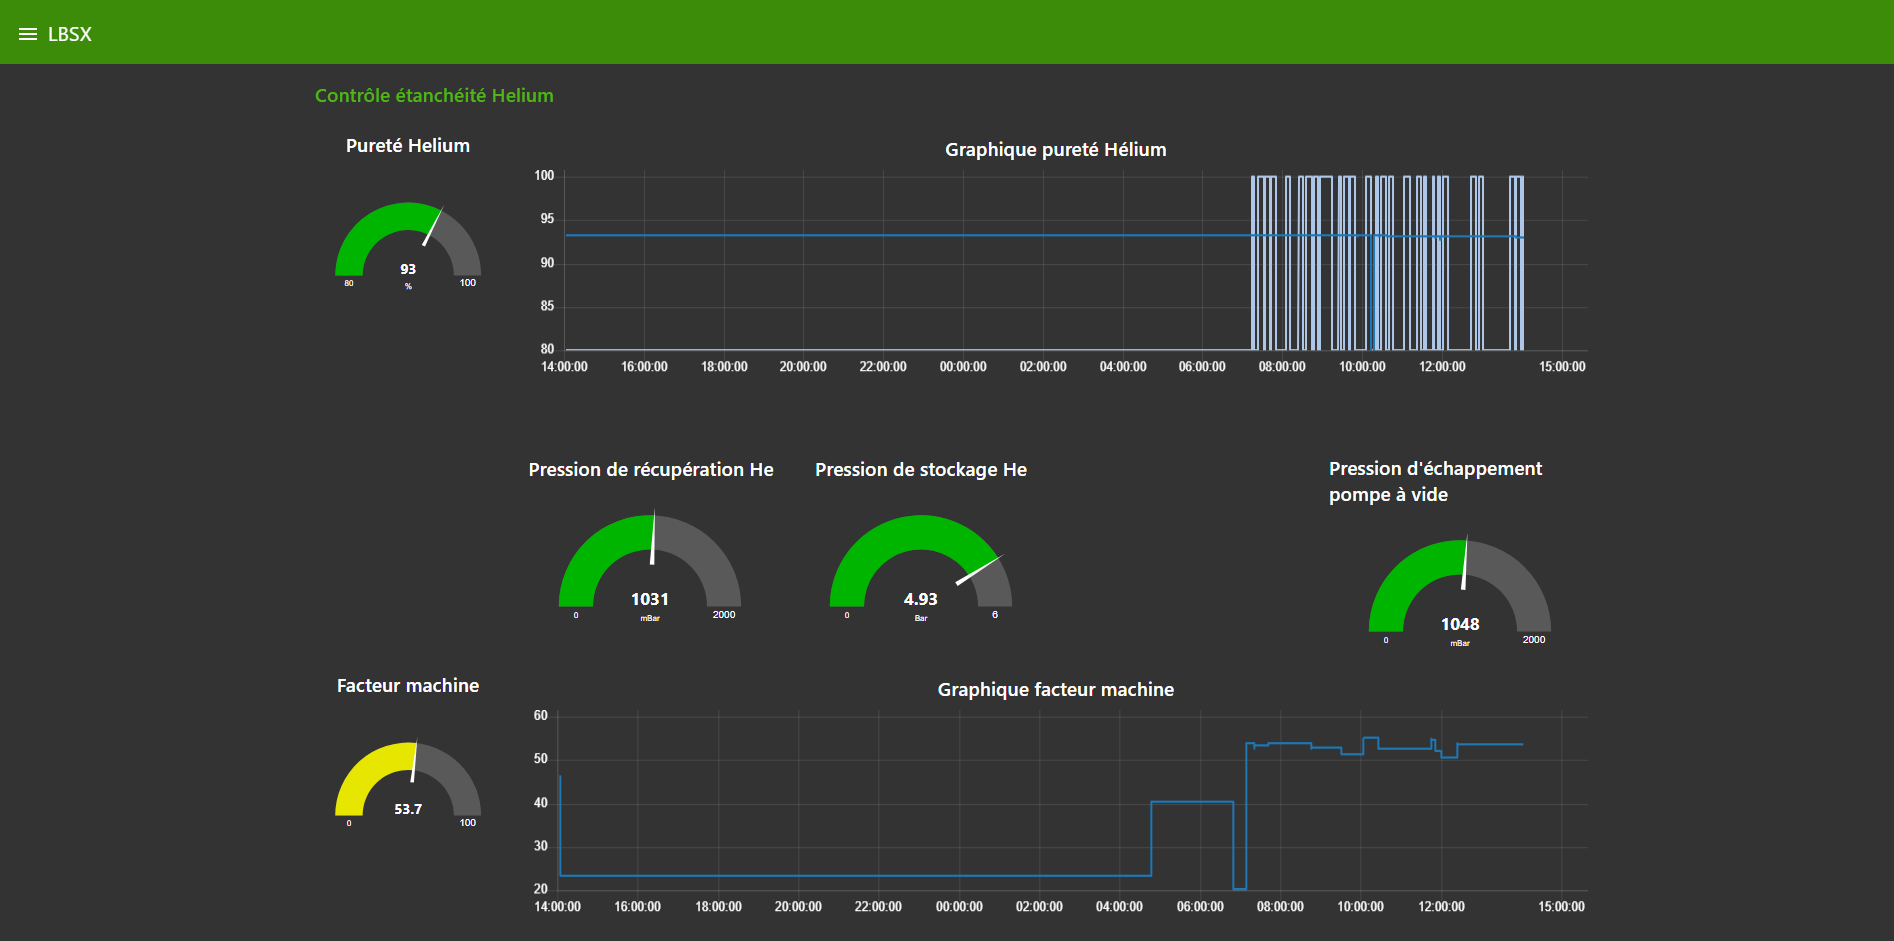 LBSX
Contrôle étanchéité Helium
Pureté Helium
93
%
80
100
Graphique pureté Hélium
100
95
90
85
80
14:00:00 16:00:00 18:00:00 20:00:00 22:00:00 00:00:00 02:00:00 04:00:00 06:00:00 08:00:00 10:00:00 12:00:00 15:00:00
Pression de récupération He
1031
mBar
0
2000
Pression de stockage He
4.93
Bar
0
6
Pression d'échappement
pompe à vide
1048
mBar
0
2000
Facteur machine
53.7
0
100
Graphique facteur machine
60
50
40
30
20
14:00:00 16:00:00 18:00:00 20:00:00 22:00:00 00:00:00 02:00:00 04:00:00 06:00:00 08:00:00 10:00:00 12:00:00 15:00:00